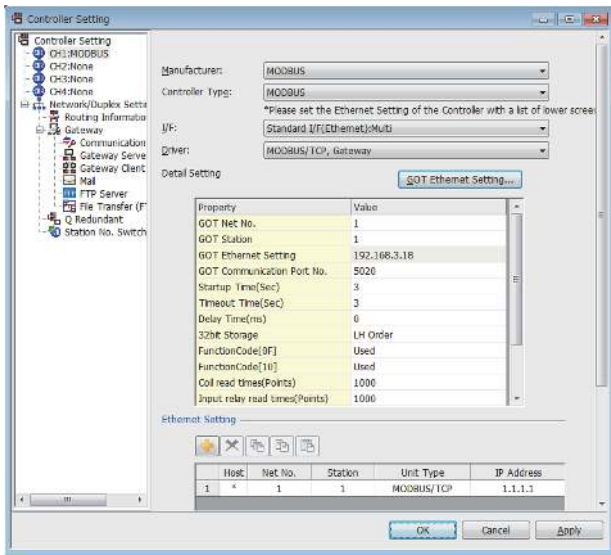 Controller Setting
Controller Setting
CH1:MODBUS
CH2:None
CH3:None
CH4:None
Network/Duplex Settin
Routing Informatio
Gateway
Communication
Gateway Serve
Gateway Client
Mail
FTP Server
File Transfer (F
Q Redundant
Station No. Switch
Manufacturer:
MODBUS
Controller Type:
MODBUS
*Please set the Ethernet Setting of the Controller with a list of lower screen
I/F:
Standard I/F(Ethernet):Multi
Driver:
MODBUS/TCP, Gateway
Detail Setting
GOT Ethernet Setting...
Property Value
GOT Net No. 1
GOT Station 1
GOT Ethernet Setting 192.168.3.18
GOT Communication Port No. 5020
Startup Time(Sec) 3
Timeout Time(Sec) 3
Delay Time(ms) 0
32bit Storage LH Order
FunctionCode[0F] Used
FunctionCode[10] Used
Coil read times(Points) 1000
Input relay read times(Points) 1000
Ethernet Setting
Host Net No. Station Unit Type IP Address
1 * 1 1 MODBUS/TCP 1.1.1.1
OK Cancel Apply